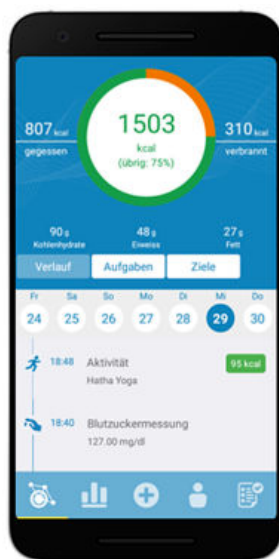 1503
807 kcal
310 kcal
gegessen
kcal
verbrannt
(übrig: 75%)
90 g
48 g
27 g
Kohlenhydrate
Eiweiss
Fett
Verlauf
Aufgaben
Ziele
Fr Sa So Mo Di Mi Do
24 25 26 27 28 29 30
18:48 Aktivität
95 kcal
Hatha Yoga
18:40 Blutzuckermessung
127.00 mg/dl